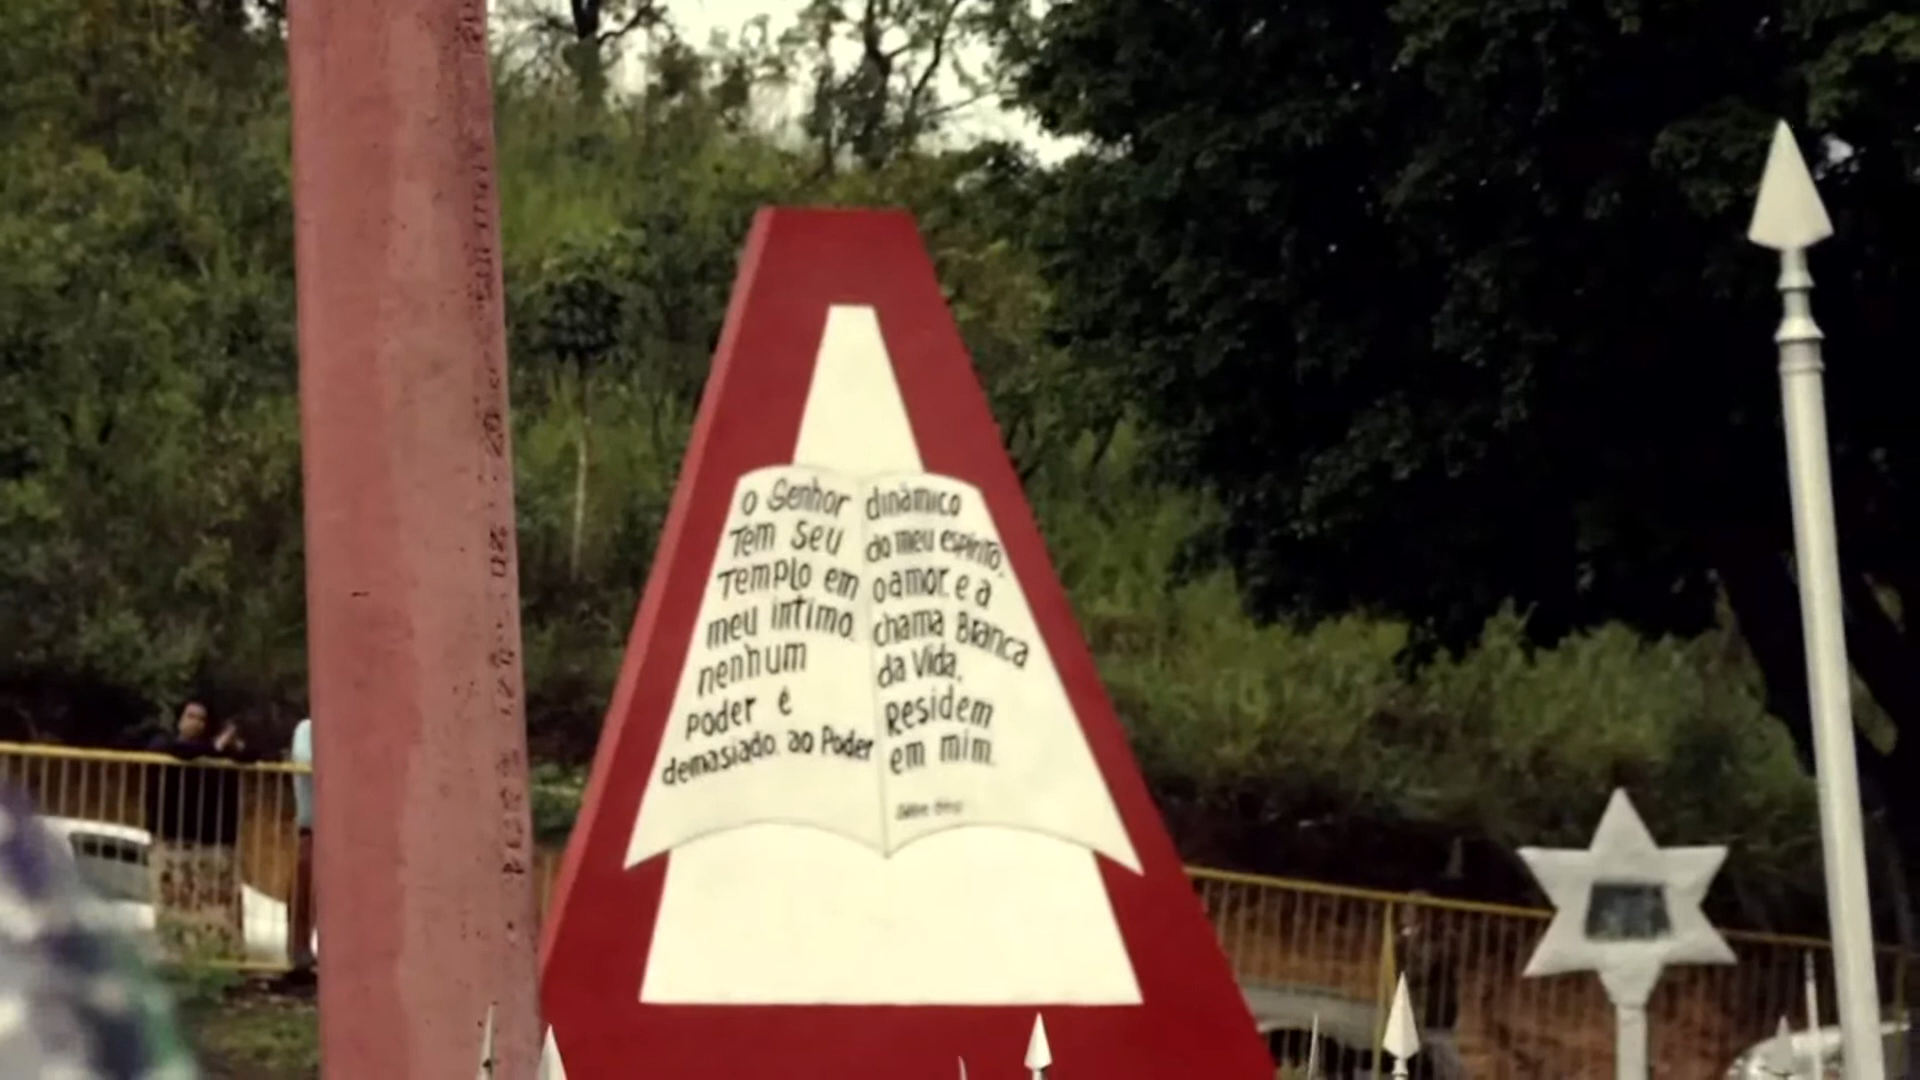 O Senhor
Tem Seu
Templo em
meu intimo.
nenhum
Poder é
demasiado. ao Poder
dinâmico
do meu espirito.
o amor. e a
chama Branca
da Vida.
Residem
em mim.